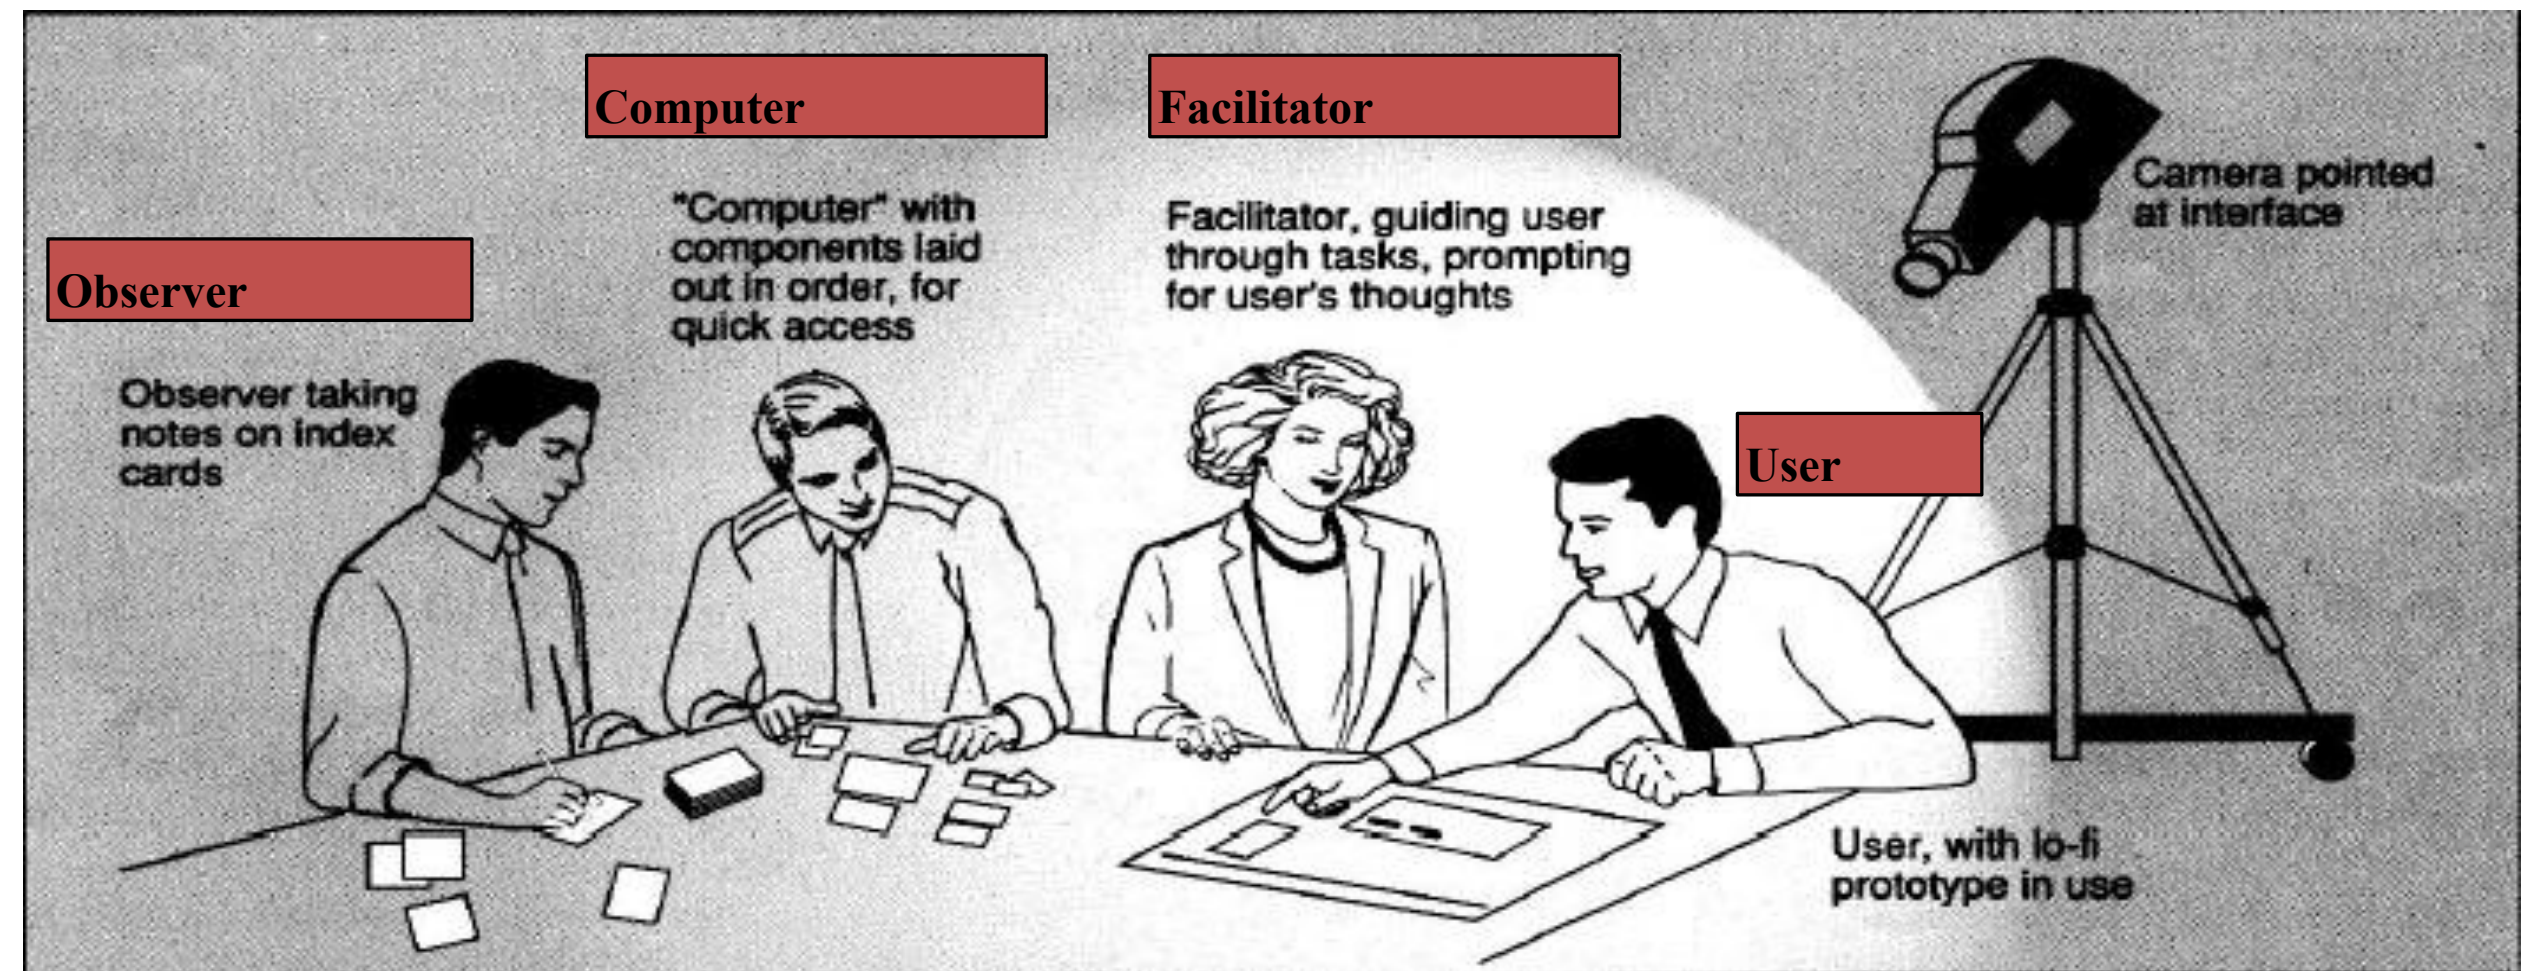 Computer
Facilitator
Observer
User
"Computer" with
components laid
out in order, for
quick access
Facilitator, guiding user
through tasks, prompting
for user's thoughts
Camera pointed
at interface
Observer taking
notes on index
cards
User, with lo-fi
prototype in use